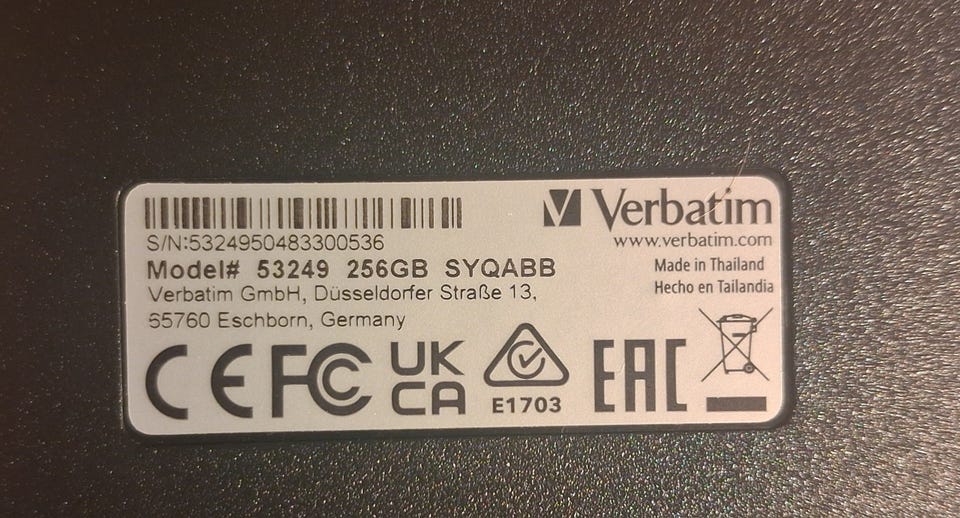 S/N:5324950483300536
Model# 53249 256GB SYQABB
Verbatim GmbH, Düsseldorfer Straße 13,
65760 Eschborn, Germany
Verbatim
www.verbatim.com
Made in Thailand
Hecho en Tailandia
CE FC UK
CA
E1703
EAC